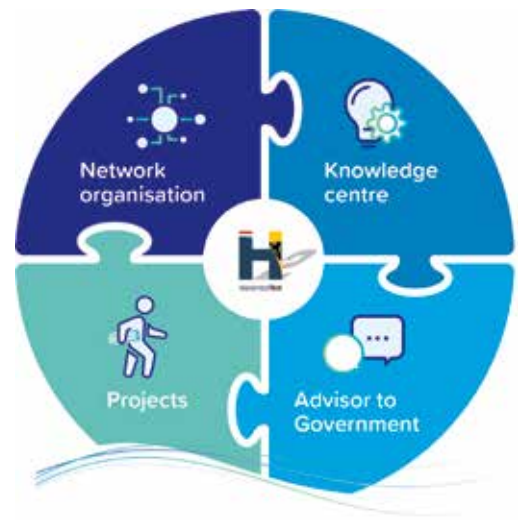 Network
organisation
Knowledge
centre
Projects
Advisor to
Government